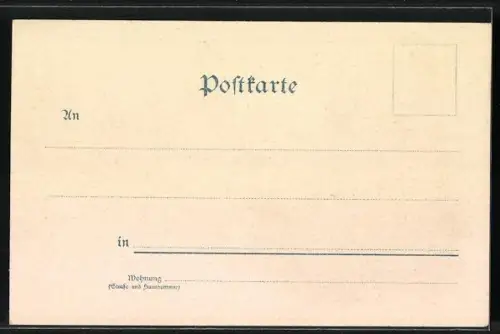 Poſtkarte
An
in
Wohnung
(Straße und Hausnummer)